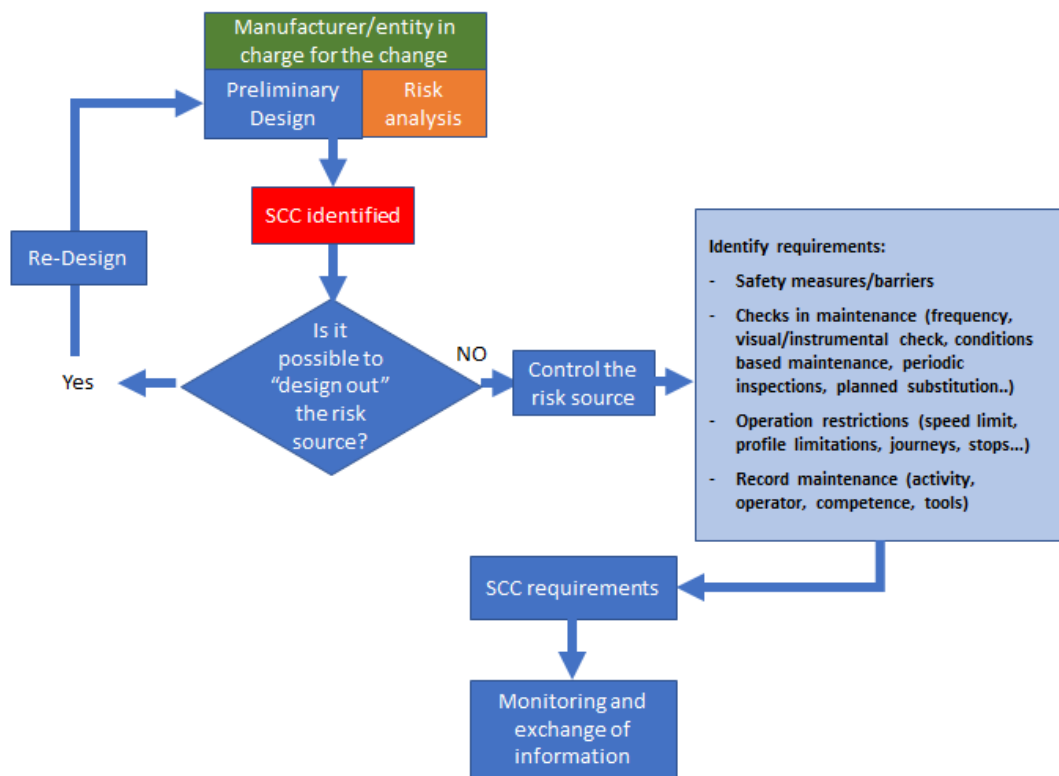 Manufacturer/entity in
charge for the change
Preliminary
Design
Risk
analysis
SCC identified
Re-Design
Is it
possible to
“design out”
the risk
source?
Yes
NO
Control the
risk source
Identify requirements:
- Safety measures/barriers
- Checks in maintenance (frequency,
visual/instrumental check, conditions
based maintenance, periodic
inspections, planned substitution..)
- Operation restrictions (speed limit,
profile limitations, journeys, stops...)
- Record maintenance (activity,
operator, competence, tools)
SCC requirements
Monitoring and
exchange of
information